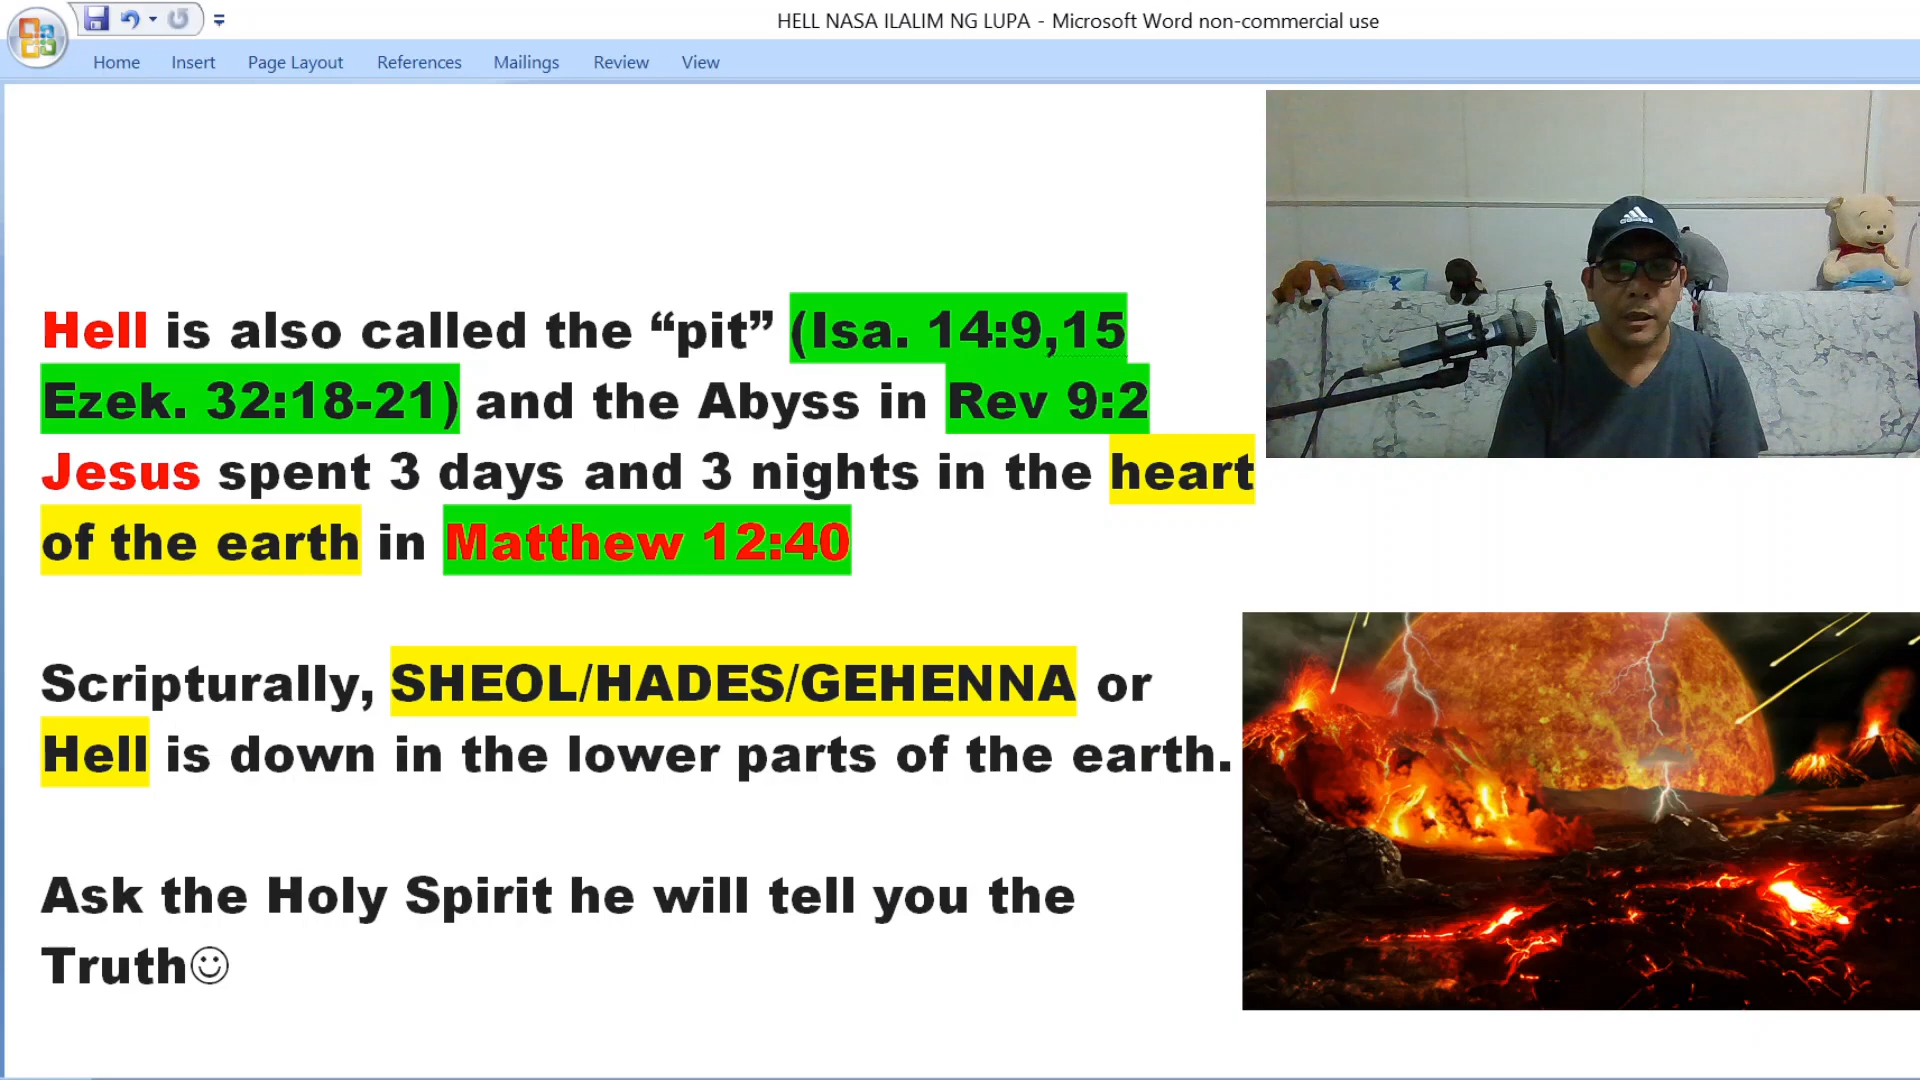 HELL NASA ILALIM NG LUPA - Microsoft Word non-commercial use
Home Insert Page Layout References Mailings Review View
Hell is also called the “pit” (Isa. 14:9,15
Ezek. 32:18-21) and the Abyss in Rev 9:2
Jesus spent 3 days and 3 nights in the heart
of the earth in Matthew 12:40
Scripturally, SHEOL/HADES/GEHENNA or
Hell is down in the lower parts of the earth.
Ask the Holy Spirit he will tell you the
Truth☺
adidas